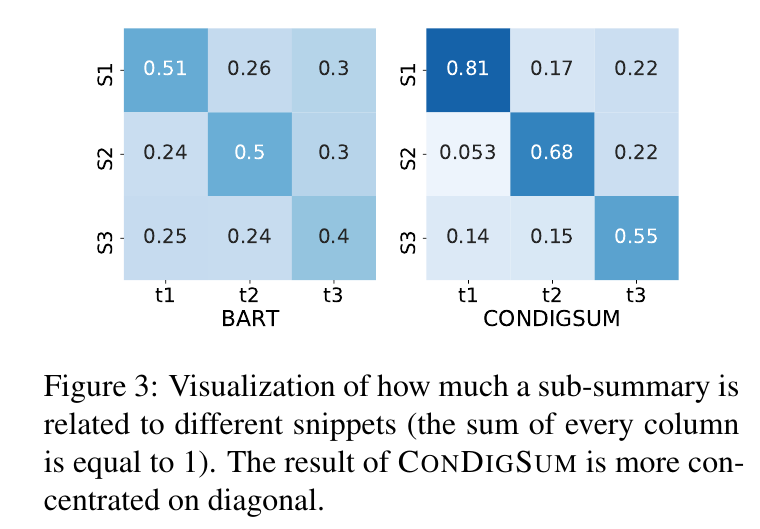 S1 0.51 0.26 0.3 S1 0.81 0.17 0.22
S2 0.24 0.5 0.3 S2 0.053 0.68 0.22
S3 0.25 0.24 0.4 S3 0.14 0.15 0.55
t1 t2 t3 t1 t2 t3
BART CONDIGSUM
Figure 3: Visualization of how much a sub-summary is
related to different snippets (the sum of every column
is equal to 1). The result of CONDIGSUM is more con-
centrated on diagonal.